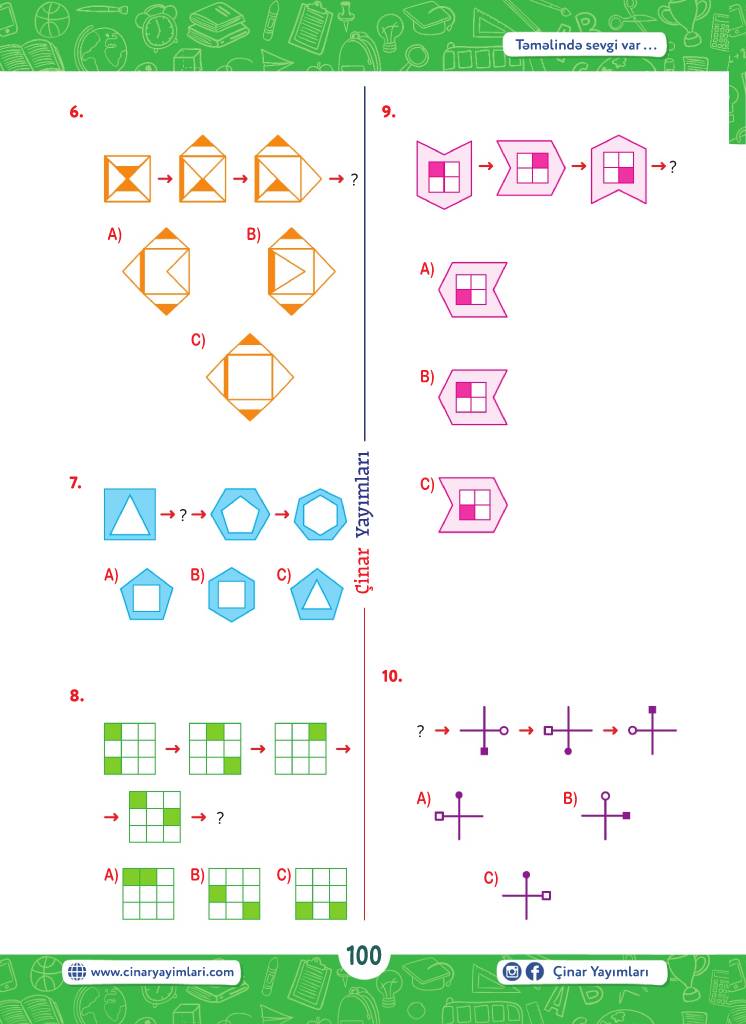 Təməlində sevgi var ...
6.
?
A)
B)
C)
7.
?
A)
B)
C)
8.
?
A)
B)
C)
Çinar Yayımları
9.
?
A)
B)
C)
10.
?
A)
B)
C)
100
www.cinaryayimlari.com
Çinar Yayımları